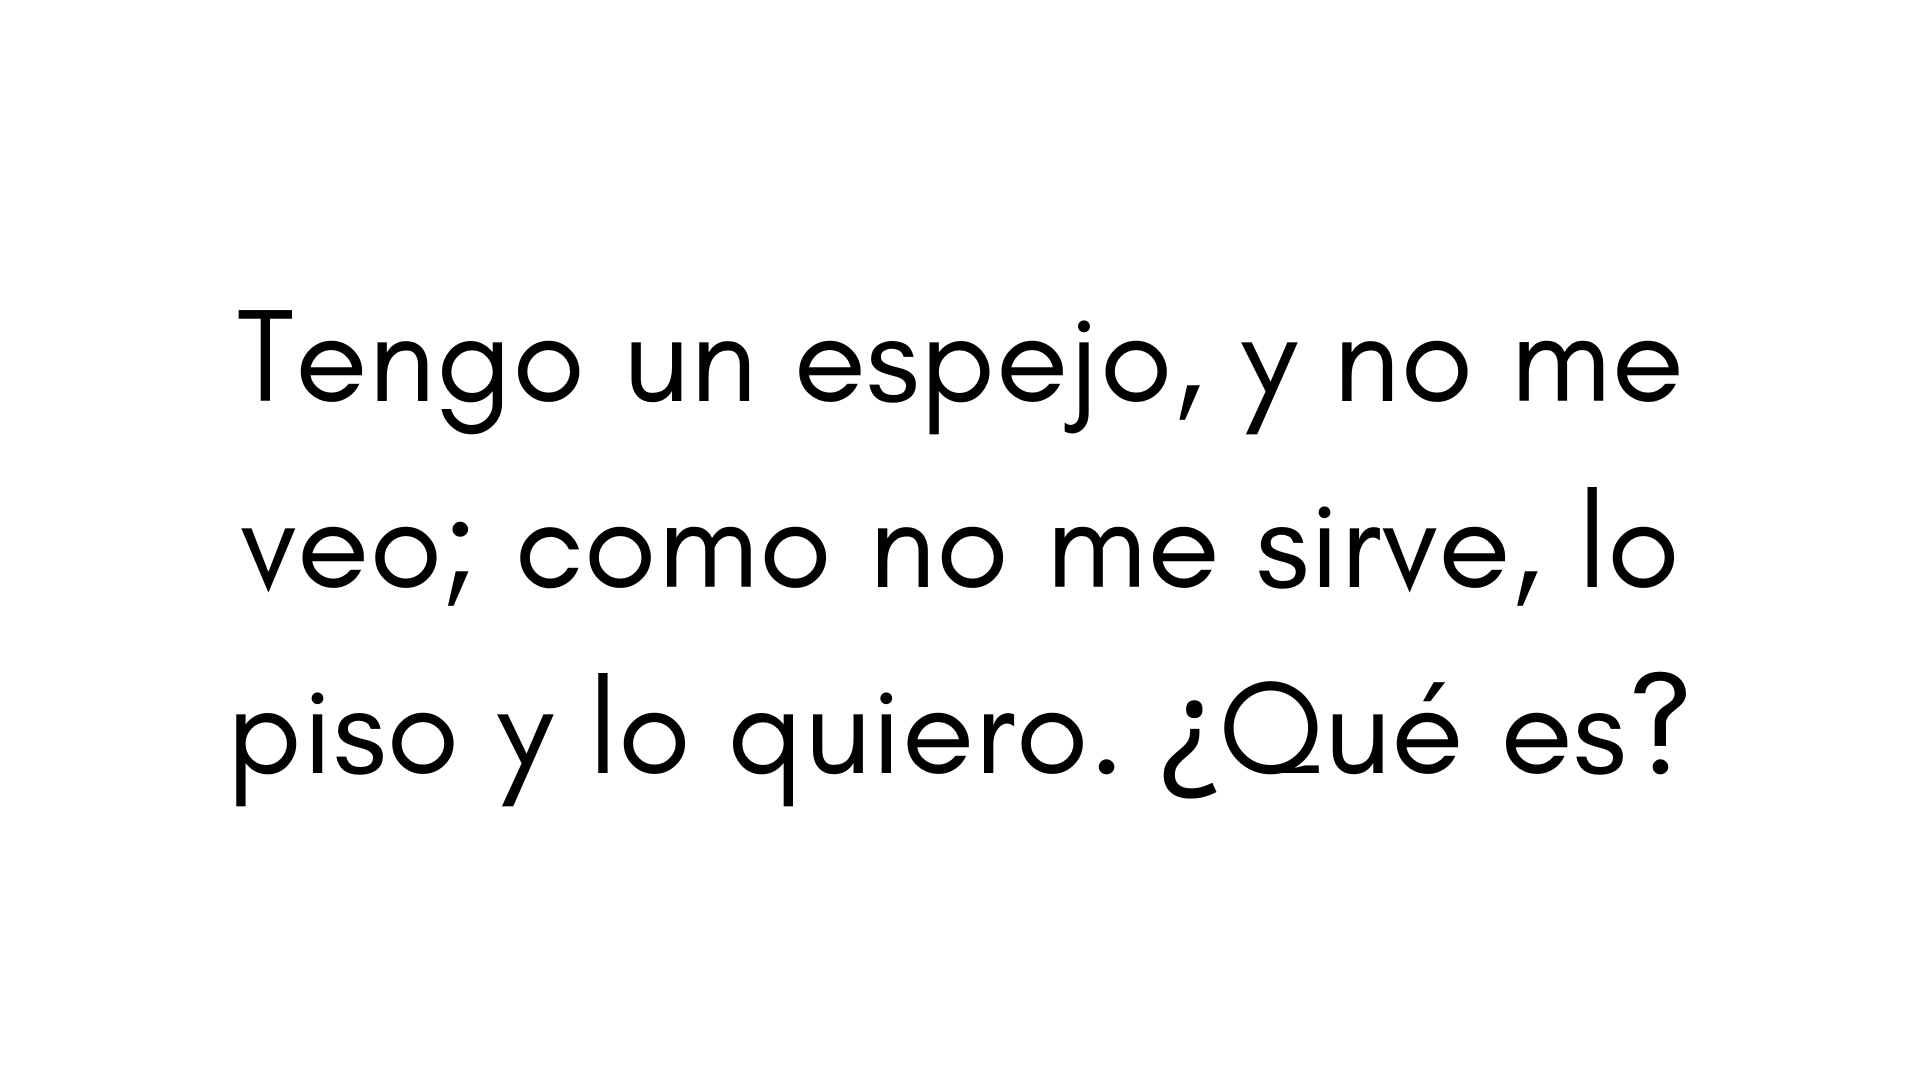 Tengo un espejo, y no me
veo; como no me sirve, lo
piso y lo quiero. ¿Qué es?